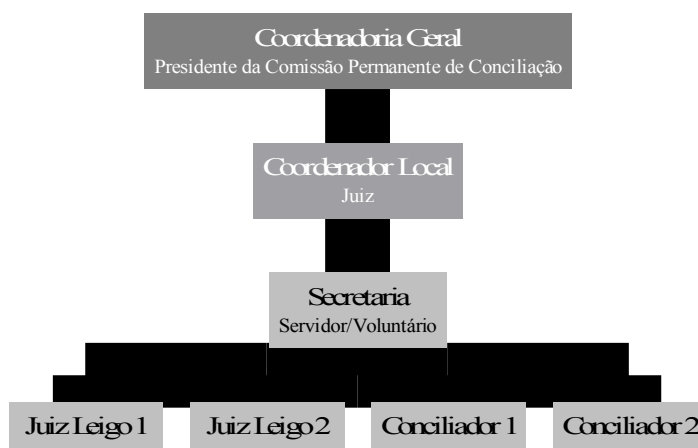 Coordenadoria Geral
Presidente da Comissão Permanente de Conciliação
Coordenador Local
Juiz
Secretaria
Servidor/Voluntário
Juiz Leigo 1
Juiz Leigo 2
Conciliador 1
Conciliador 2